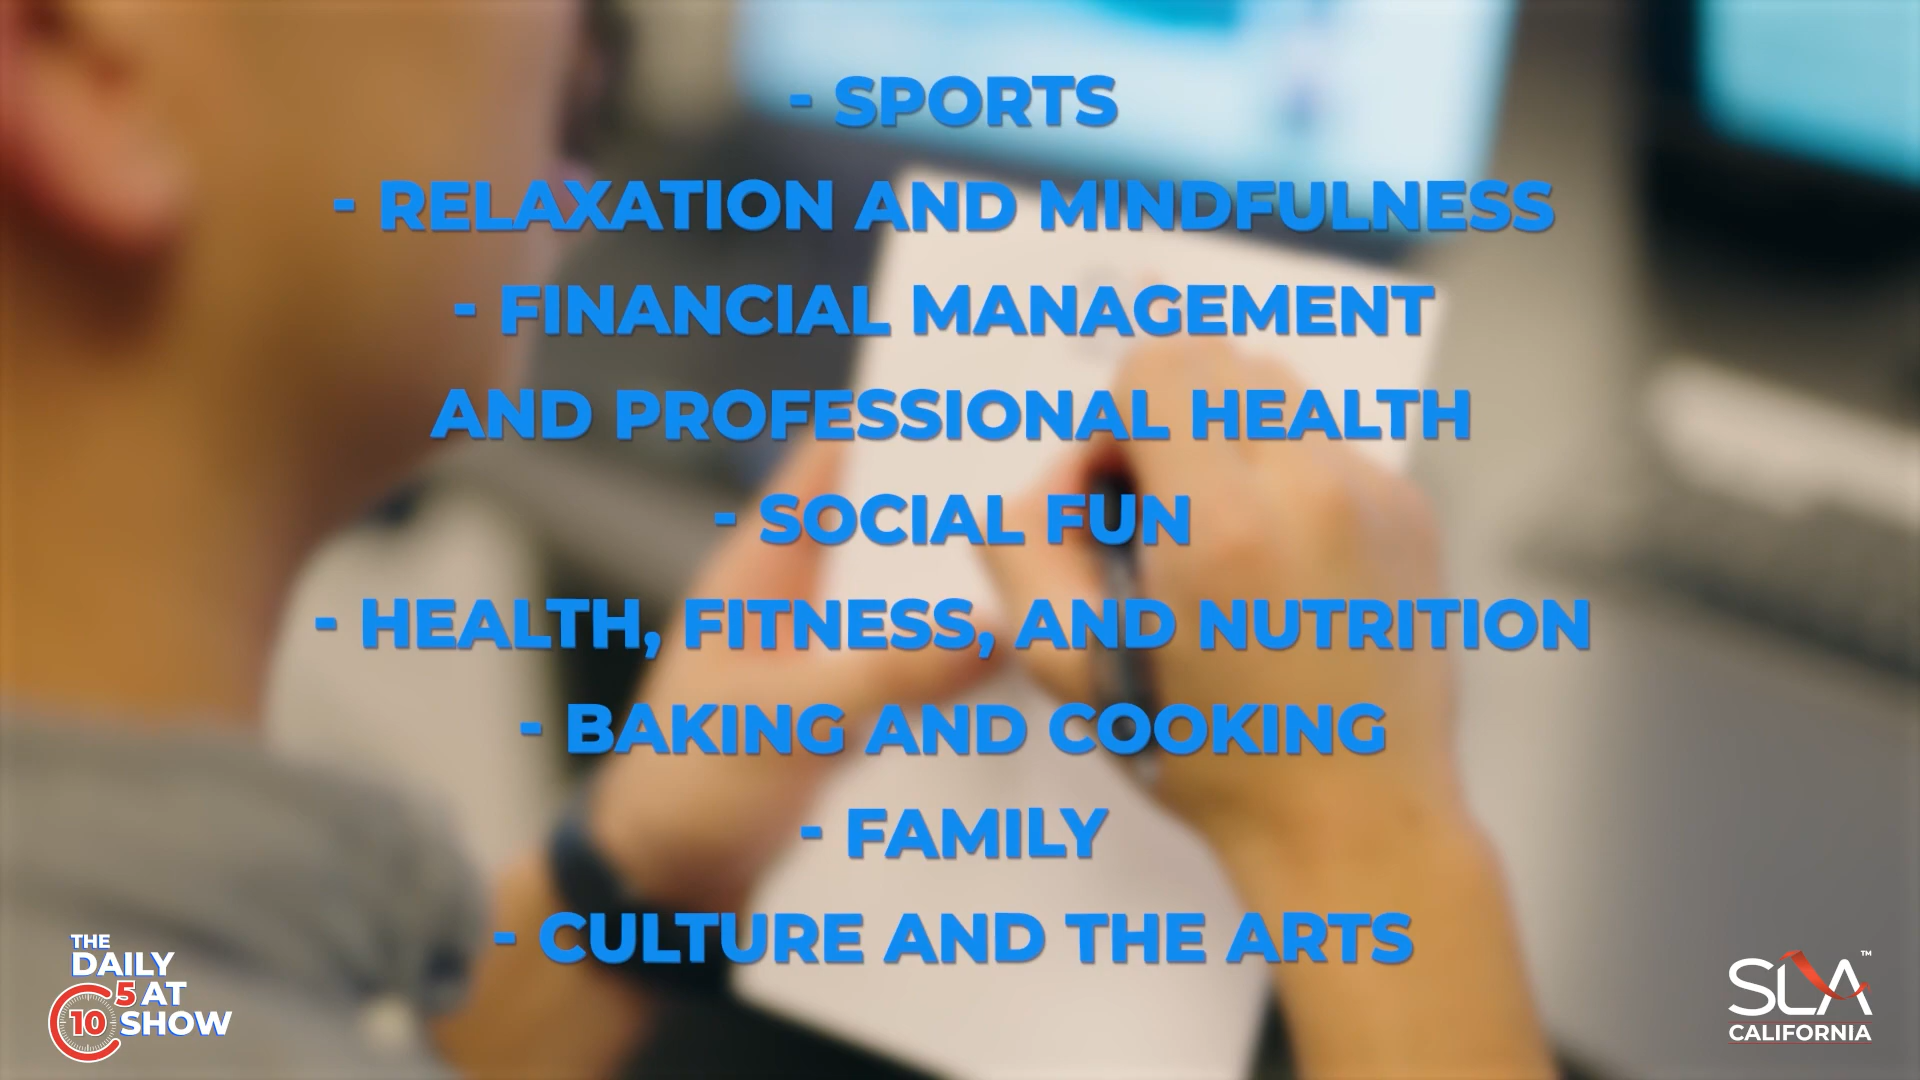 - SPORTS
- RELAXATION AND MINDFULNESS
- FINANCIAL MANAGEMENT
AND PROFESSIONAL HEALTH
- SOCIAL FUN
- HEALTH, FITNESS, AND NUTRITION
- BAKING AND COOKING
- FAMILY
- CULTURE AND THE ARTS
THE
DAILY
5 AT
10 SHOW
SLA™
CALIFORNIA